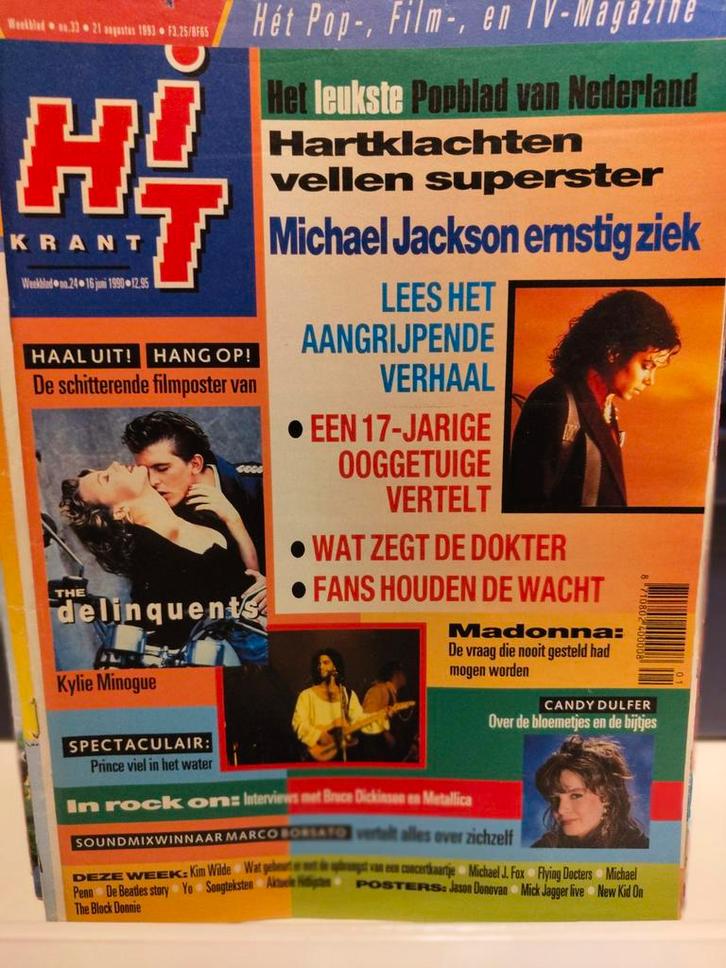 Weekblad • no.33 • 21 augustus 1993 • F3.25/BF65
Hét Pop-, Film-, en TV-Magazine
Het leukste Popblad van Nederland
HIT
KRANT
Weekblad • no.24 • 16 juni 1990 • f2.95
Hartklachten
vellen superster
Michael Jackson ernstig ziek
LEES HET
AANGRIJPENDE
VERHAAL
• EEN 17-JARIGE
OOGGETUIGE
VERTELT
• WAT ZEGT DE DOKTER
• FANS HOUDEN DE WACHT
HAAL UIT! HANG OP!
De schitterende filmposter van
THE
delinquents
Kylie Minogue
8 710802 400008
01
Madonna:
De vraag die nooit gesteld had
mogen worden
CANDY DULFER
Over de bloemetjes en de bijtjes
SPECTACULAIR:
Prince viel in het water
In rock on: Interviews met Bruce Dickinson en Metallica
SOUNDMIXWINNAAR MARCO BORSATO vertelt alles over zichzelf
DEZE WEEK: Kim Wilde • Wat gebeurt er met de opbrengst van een concertkaartje • Michael J. Fox • Flying Docters • Michael
Penn • De Beatles story • Yo • Songteksten • Aktuele Hitlijsten • POSTERS: Jason Donovan • Mick Jagger live • New Kid On
The Block Donnie